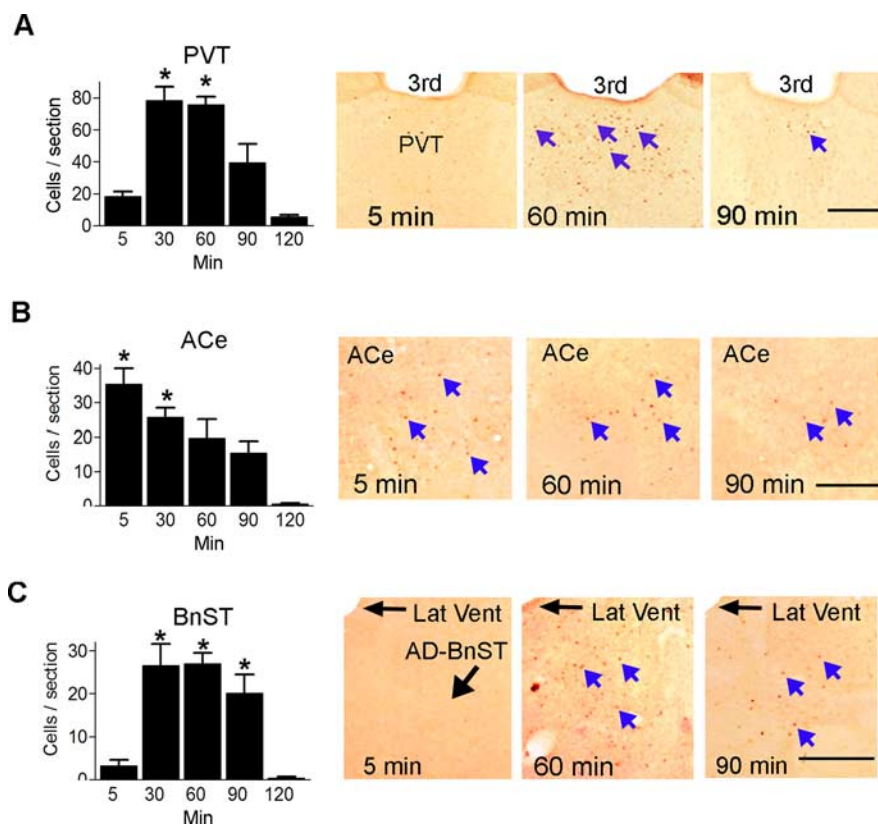 A
PVT
Cells / section
80
60
40
20
0
*
*
5 30 60 90 120
Min
3rd
PVT
5 min
3rd
60 min
3rd
90 min
B
ACe
Cells / section
40
30
20
10
0
*
*
5 30 60 90 120
Min
ACe
5 min
ACe
60 min
ACe
90 min
C
BnST
Cells / section
30
20
10
0
*
*
*
5 30 60 90 120
Min
Lat Vent
AD-BnST
5 min
Lat Vent
60 min
Lat Vent
90 min